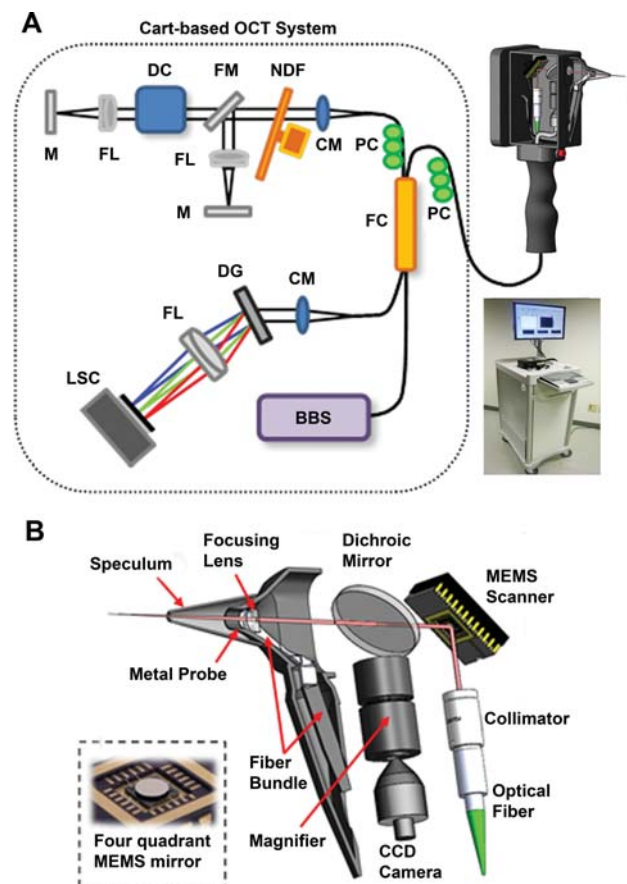 A
Cart-based OCT System
DC
FM
NDF
M
FL
FL
CM
PC
M
PC
FC
DG
CM
FL
LSC
BBS
B
Focusing
Lens
Dichroic
Mirror
Speculum
MEMS
Scanner
Metal Probe
Collimator
Fiber
Bundle
Optical
Fiber
Magnifier
CCD
Camera
Four quadrant
MEMS mirror